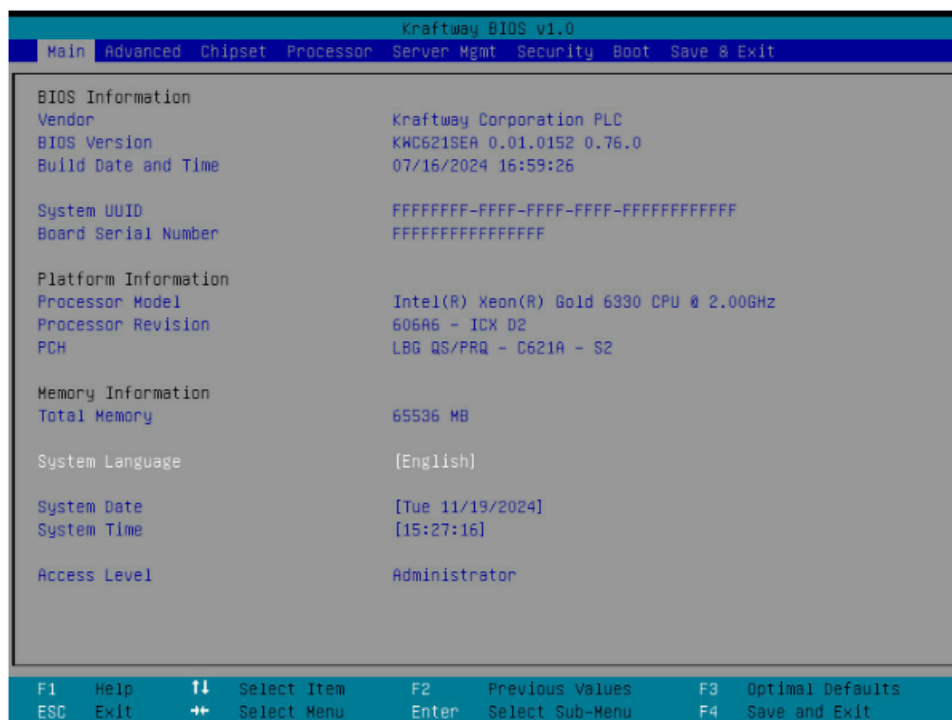 Kraftway BIOS v1.0
Main Advanced Chipset Processor Server Mgmt Security Boot Save & Exit
BIOS Information
Vendor Kraftway Corporation PLC
BIOS Version KWC621SEA 0.01.0152 0.76.0
Build Date and Time 07/16/2024 16:59:26
System UUID FFFFFFFF-FFFF-FFFF-FFFF-FFFFFFFFFFFF
Board Serial Number FFFFFFFFFFFFFFFF
Platform Information
Processor Model Intel(R) Xeon(R) Gold 6330 CPU @ 2.00GHz
Processor Revision 606A6 - ICX D2
PCH LBG QS/PRQ - C621A - S2
Memory Information
Total Memory 65536 MB
System Language [English]
System Date [Tue 11/19/2024]
System Time [15:27:16]
Access Level Administrator
F1 Help ↑↓ Select Item F2 Previous Values F3 Optimal Defaults
ESC Exit →← Select Menu Enter Select Sub-Menu F4 Save and Exit